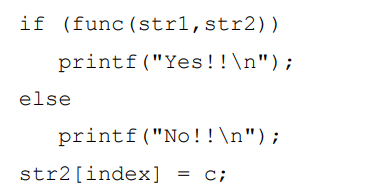 if (func(str1,str2))
printf("Yes!!\n");
else
printf("No!!\n");
str2[index] = c;